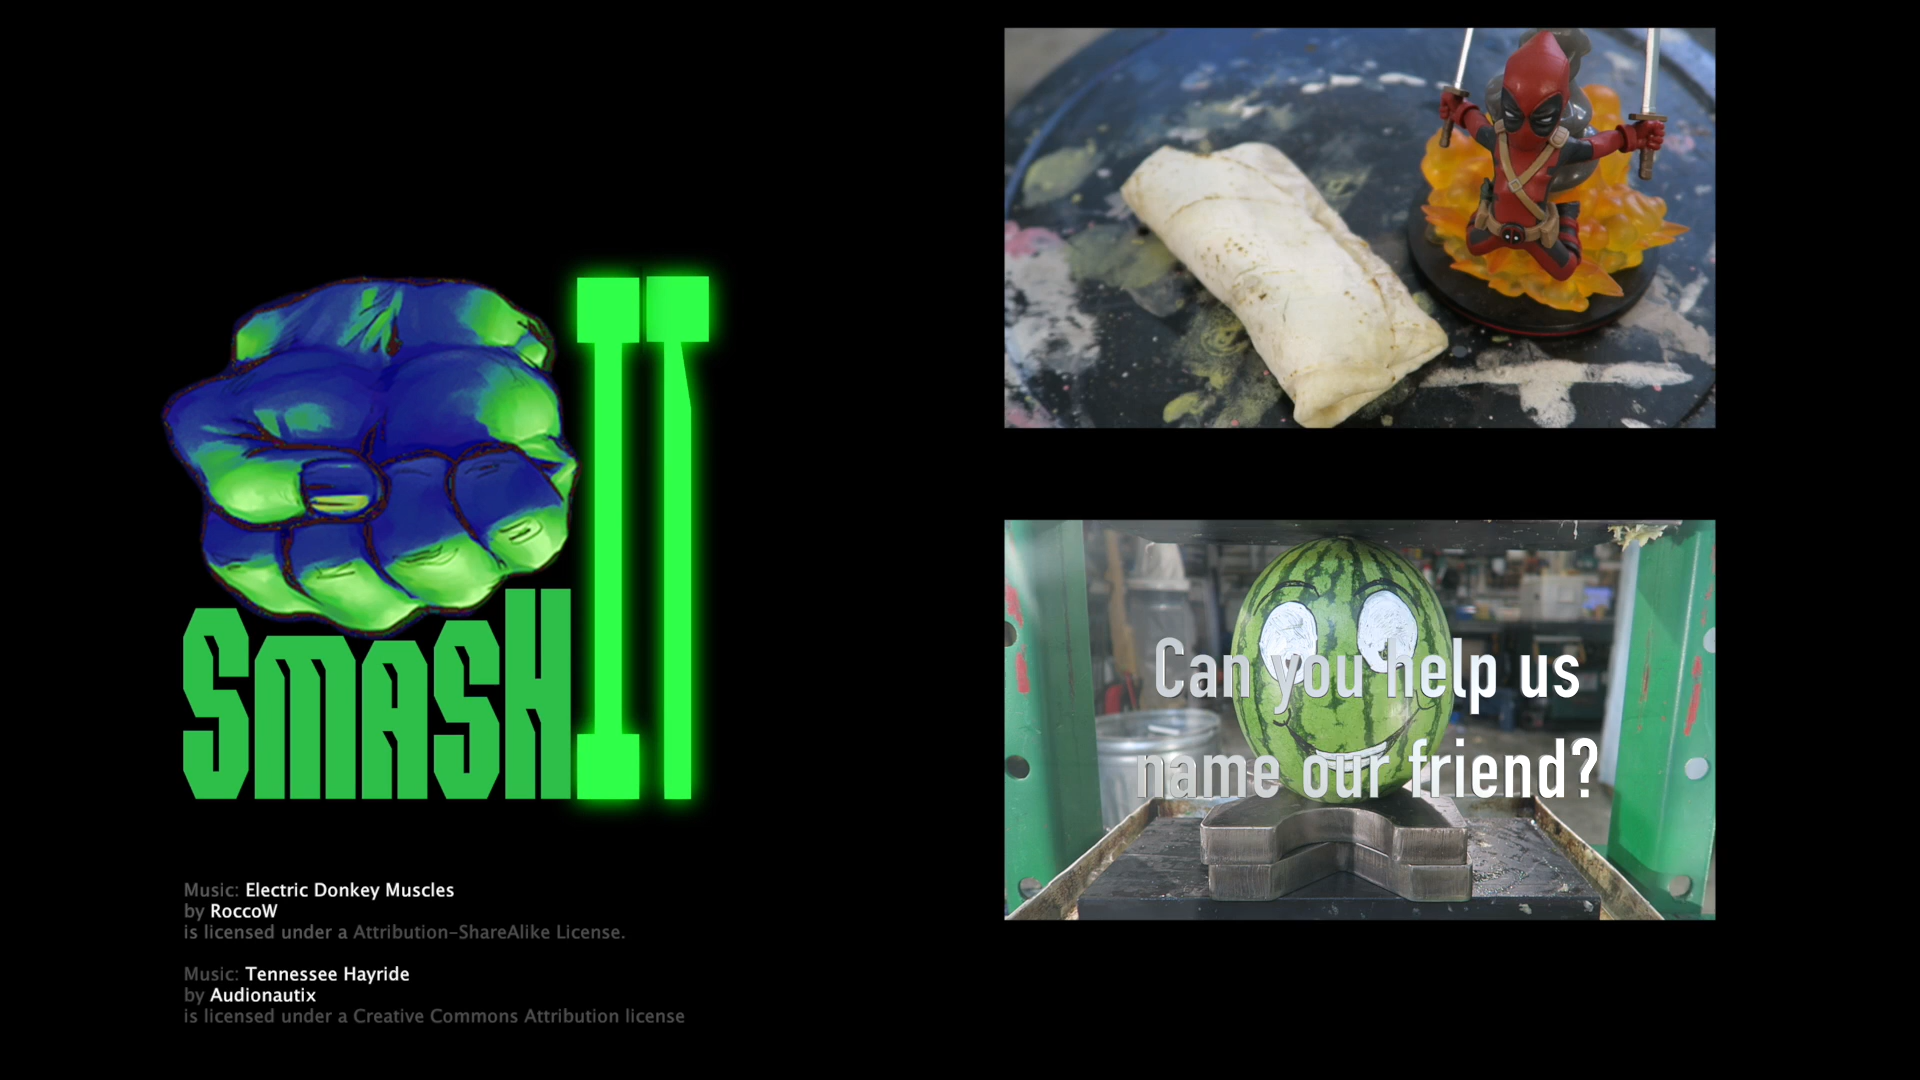 SmasH IT
Music: Electric Donkey Muscles
by RoccoW
is licensed under a Attribution-ShareAlike License.
Music: Tennessee Hayride
by Audionautix
is licensed under a Creative Commons Attribution license
Can you help us
name our friend?